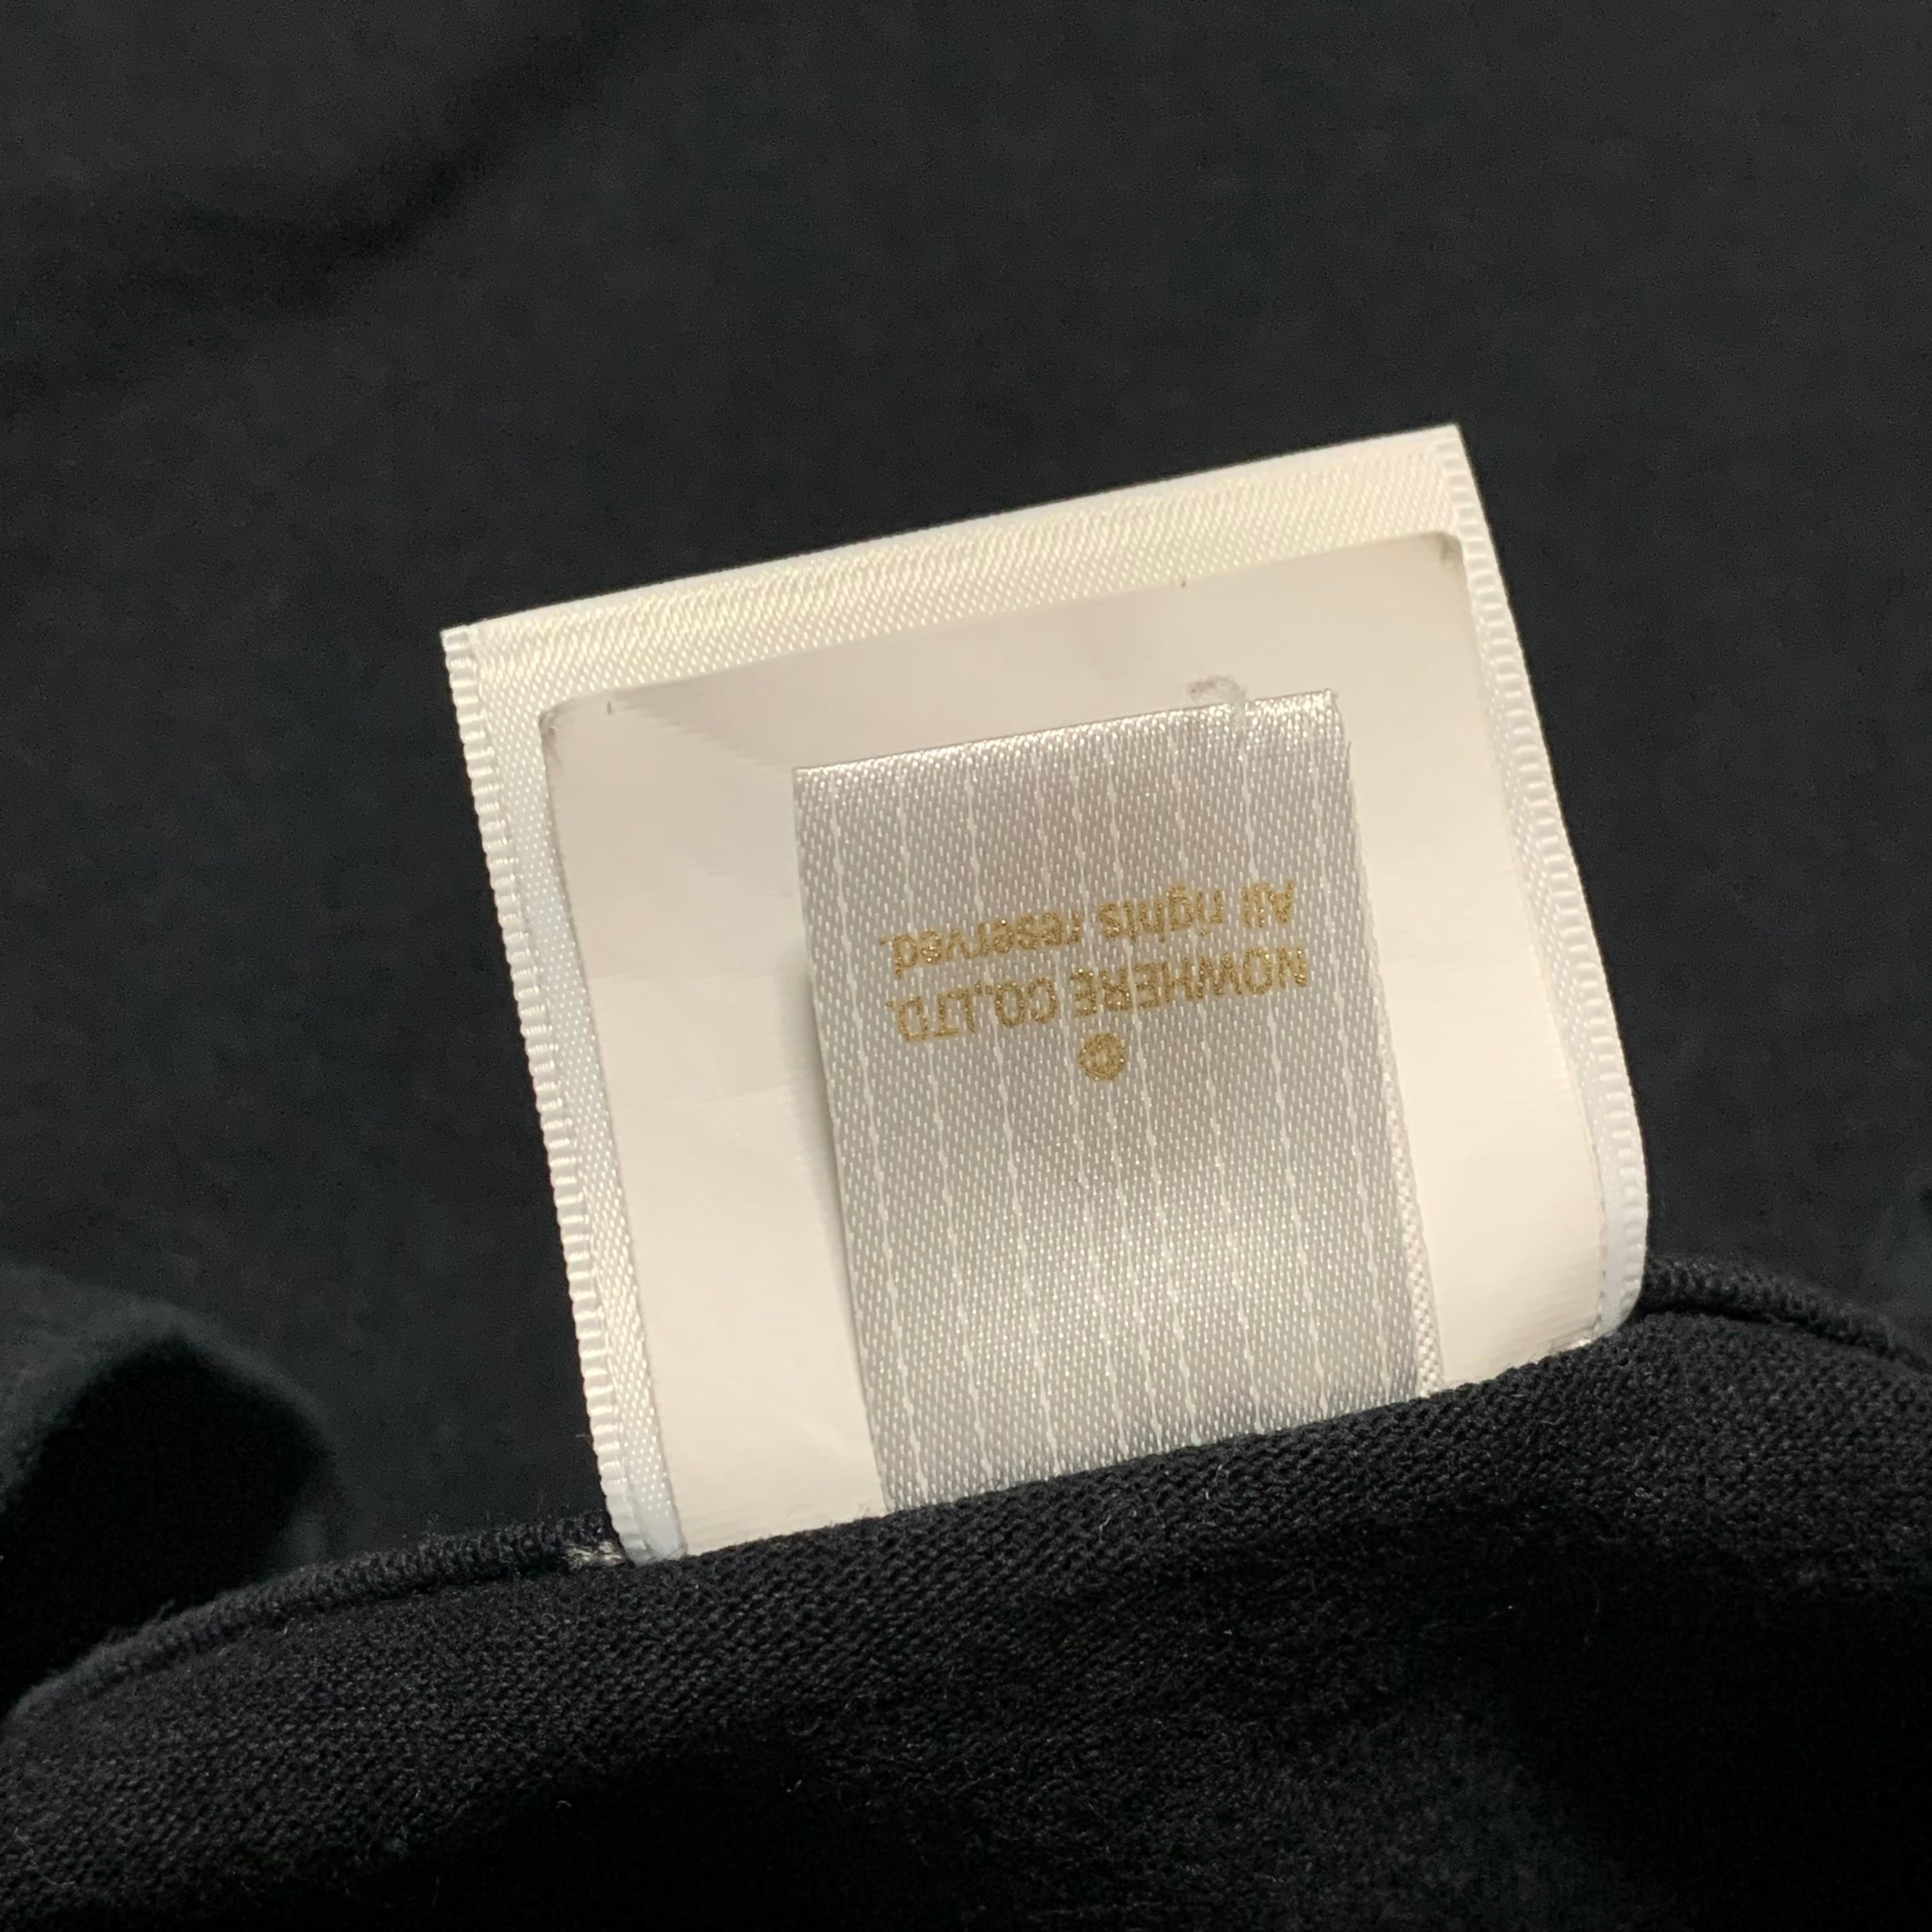 ©
NOWHERE CO.,LTD.
All rights reserved.